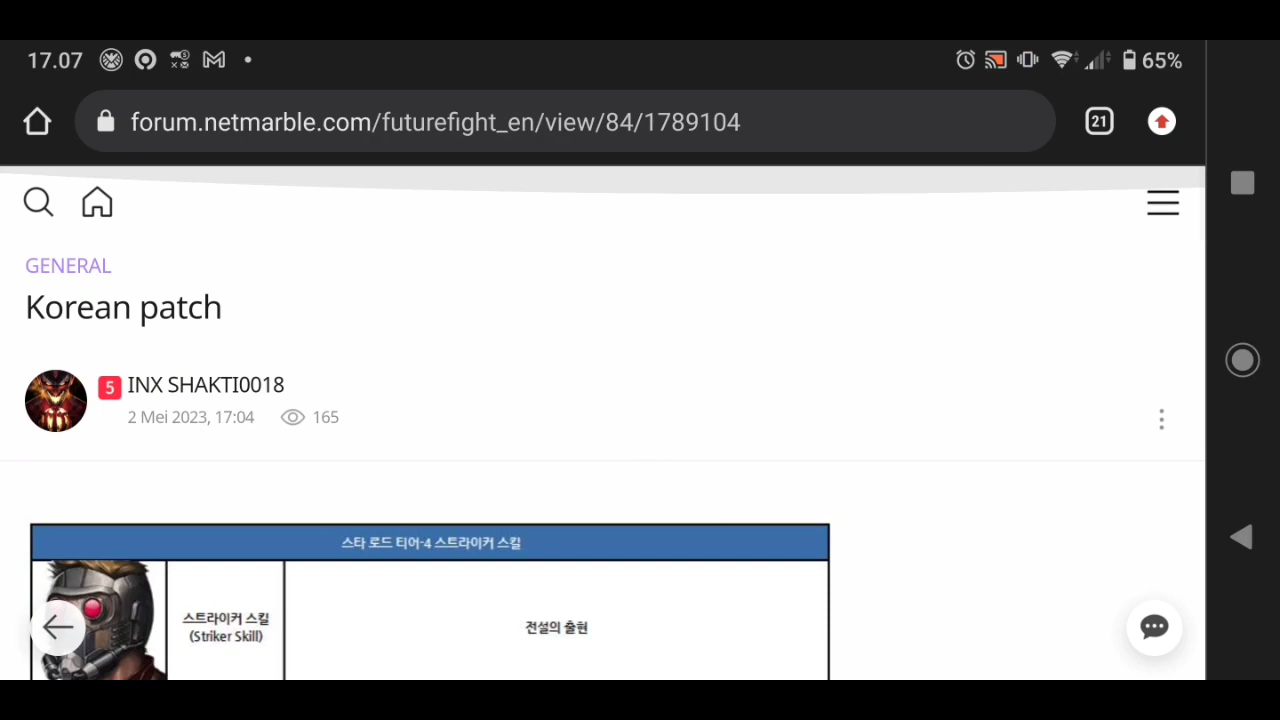 17.07
65%
forum.netmarble.com/futurefight_en/view/84/1789104
21
GENERAL
Korean patch
5 INX SHAKTI0018
2 Mei 2023, 17:04 165
스타 로드 티어-4 스트라이커 스킬
스트라이커 스킬
(Striker Skill)
전설의 출현